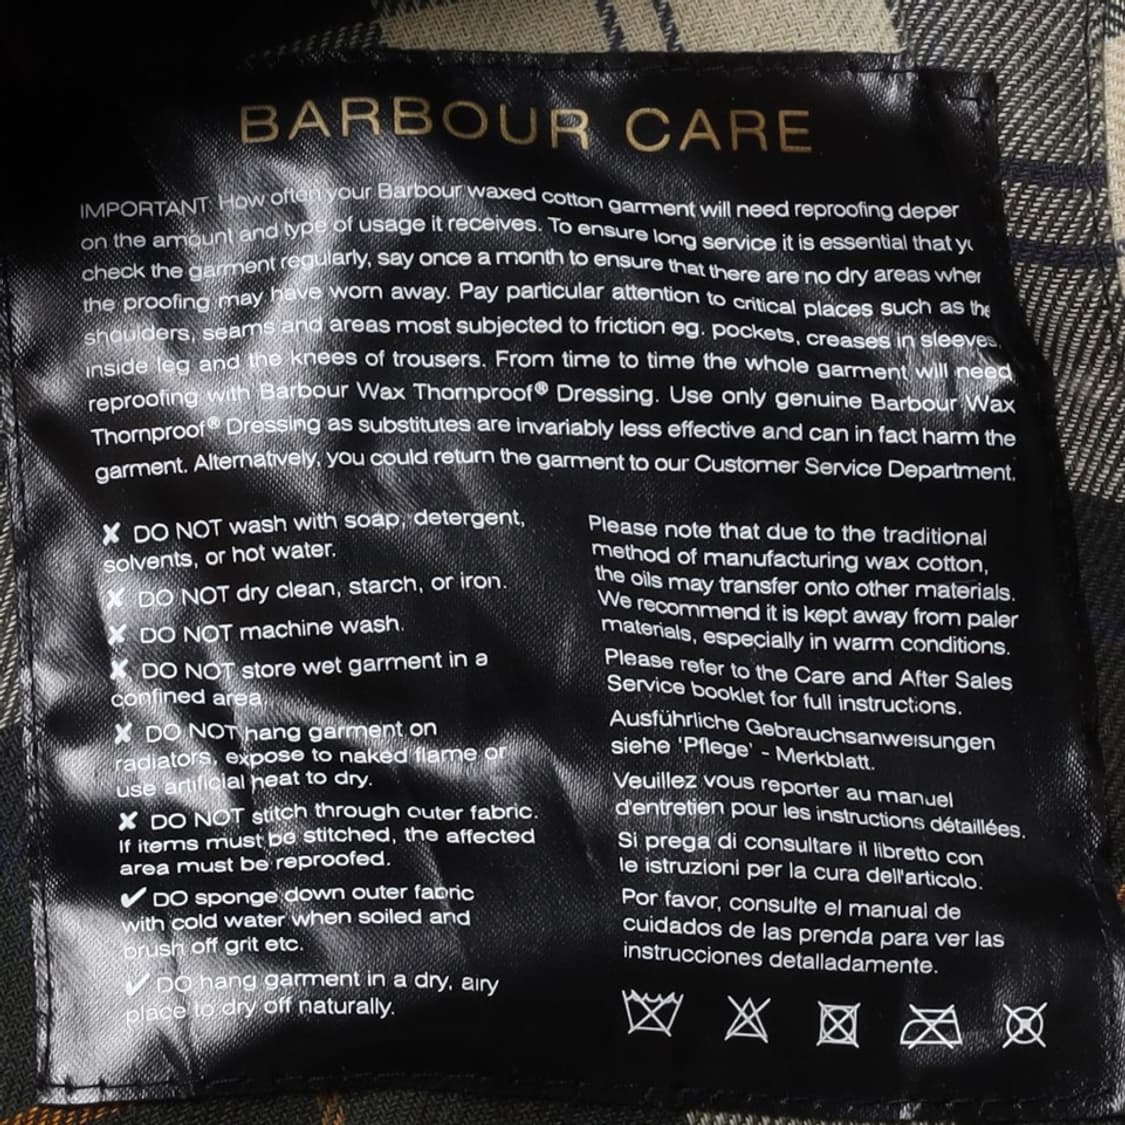 BARBOUR CARE
IMPORTANT How often your Barbour waxed cotton garment will need reproofing deper
on the amount and type of usage it receives. To ensure long service it is essential that y
check the garment regularly, say once a month to ensure that there are no dry areas wher
the proofing may have worn away. Pay particular attention to critical places such as the
shoulders, seams and areas most subjected to friction eg. pockets, creases in sleeves,
inside leg and the knees of trousers. From time to time the whole garment will need
reproofing with Barbour Wax Thornproof® Dressing. Use only genuine Barbour Wax
Thornproof® Dressing as substitutes are invariably less effective and can in fact harm the
garment. Alternatively, you could return the garment to our Customer Service Department.
✘ DO NOT wash with soap, detergent,
solvents, or hot water.
✘ DO NOT dry clean, starch, or iron.
✘ DO NOT machine wash.
✘ DO NOT store wet garment in a
confined area.
✘ DO NOT hang garment on
radiators, expose to naked flame or
use artificial heat to dry.
✘ DO NOT stitch through outer fabric.
If items must be stitched, the affected
area must be reproofed.
✔ DO sponge down outer fabric
with cold water when soiled and
brush off grit etc.
✔ DO hang garment in a dry, airy
place to dry off naturally.
Please note that due to the traditional
method of manufacturing wax cotton,
the oils may transfer onto other materials.
We recommend it is kept away from paler
materials, especially in warm conditions.
Please refer to the Care and After Sales
Service booklet for full instructions.
Ausführliche Gebrauchsanweisungen
siehe 'Pflege' - Merkblatt.
Veuillez vous reporter au manuel
d'entretien pour les instructions détaillées.
Si prega di consultare il libretto con
le istruzioni per la cura dell'articolo.
Por favor, consulte el manual de
cuidados de las prenda para ver las
instrucciones detalladamente.